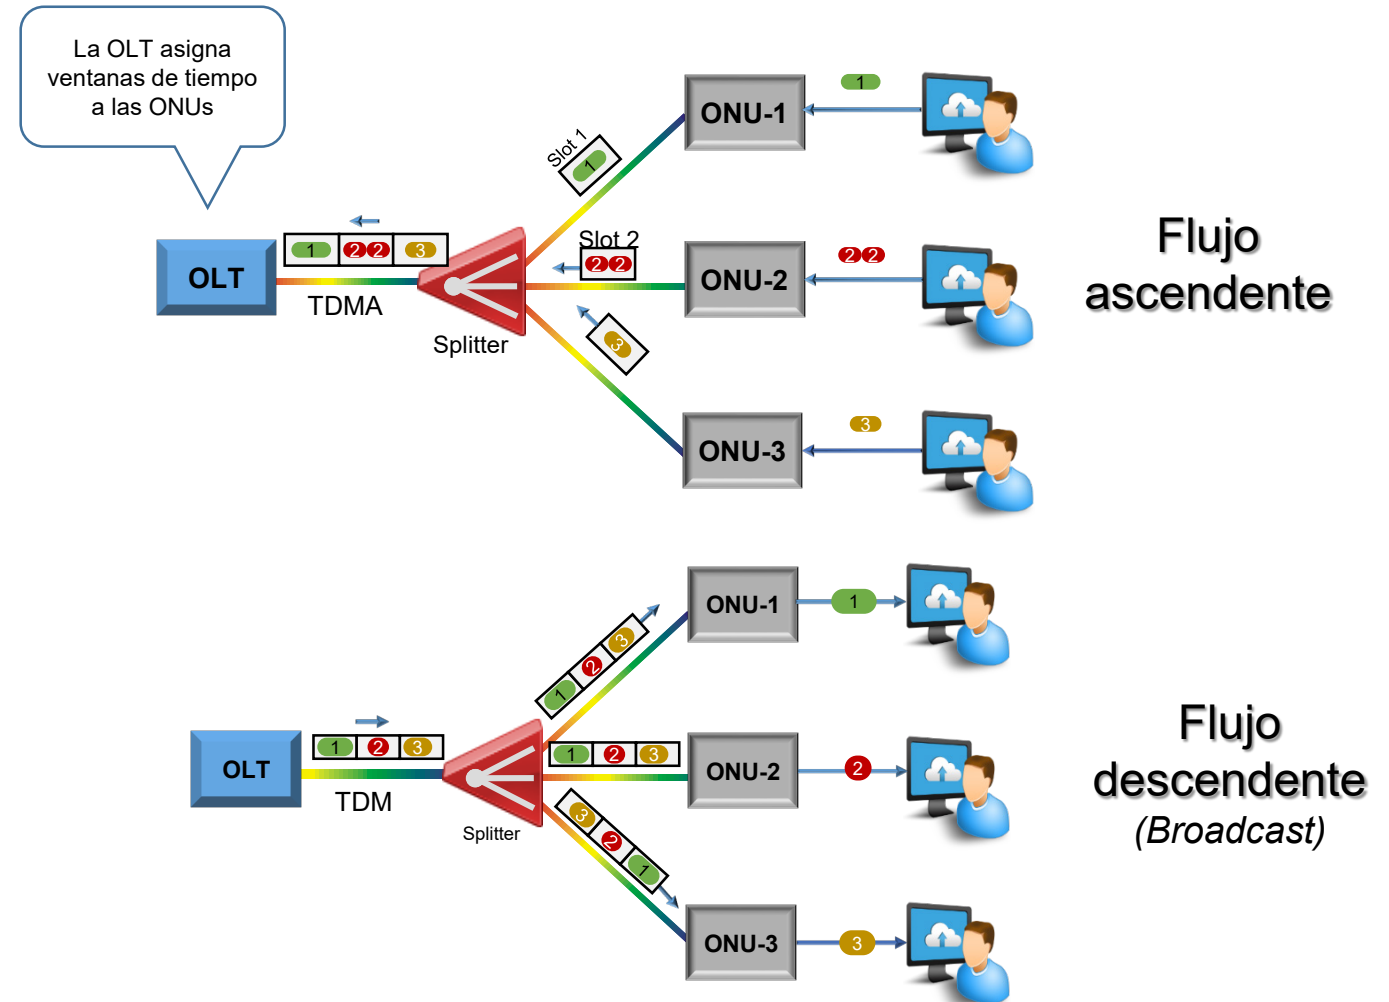 La OLT asigna
ventanas de tiempo
a las ONUs
OLT
1 2 2 3
TDMA
Splitter
Slot 1
1
Slot 2
2 2
3
ONU-1
1
ONU-2
2 2
ONU-3
3
Flujo
ascendente
OLT
1 2 3
TDM
Splitter
1 2 3
1 2 3
3 2 1
ONU-1
1
ONU-2
2
ONU-3
3
Flujo
descendente
(Broadcast)